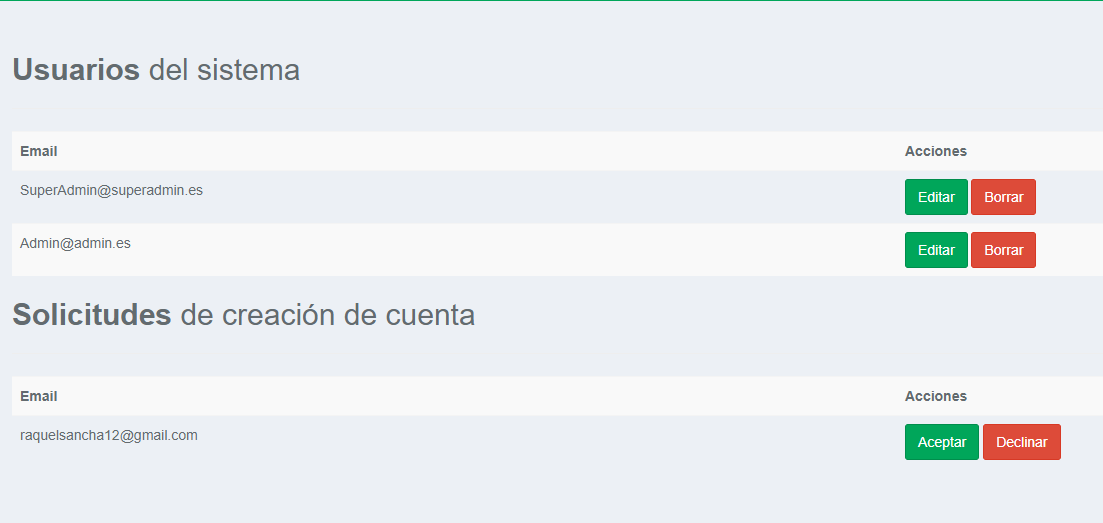 Usuarios del sistema
Email Acciones
SuperAdmin@superadmin.es Editar Borrar
Admin@admin.es Editar Borrar
Solicitudes de creación de cuenta
Email Acciones
raquelsancha12@gmail.com Aceptar Declinar